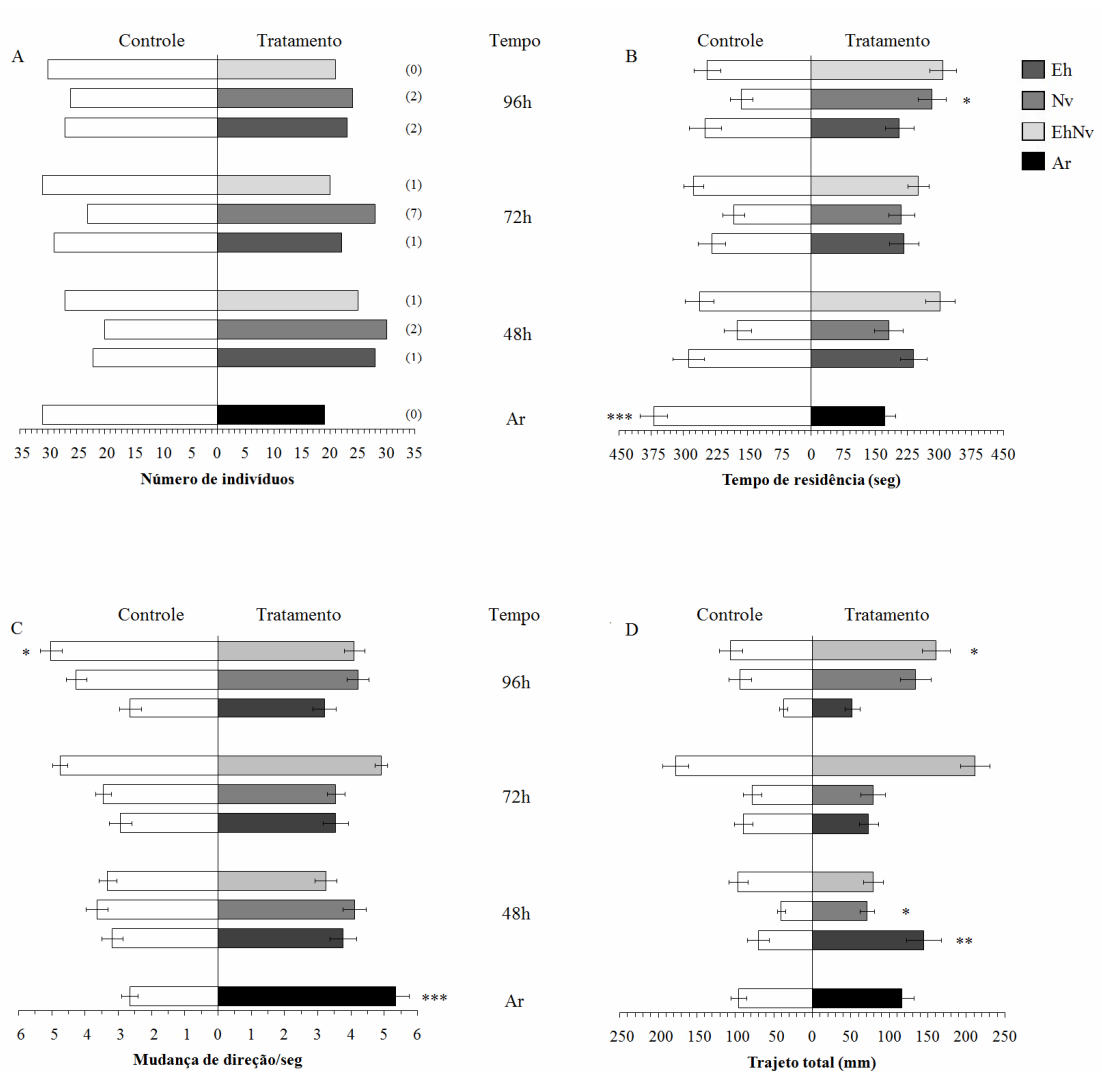 A
Controle Tratamento Tempo
(0)
(2) 96h
(2)
(1)
(7) 72h
(1)
(1)
(2) 48h
(1)
(0) Ar
35 30 25 20 15 10 5 0 5 10 15 20 25 30 35
Número de indivíduos
B
Controle Tratamento
*
***
450 375 300 225 150 75 0 75 150 225 300 375 450
Tempo de residência (seg)
Eh
Nv
EhNv
Ar
C
Controle Tratamento Tempo
*
96h
72h
48h
*** Ar
6 5 4 3 2 1 0 1 2 3 4 5 6
Mudança de direção/seg
D
Controle Tratamento
*
*
**
250 200 150 100 50 0 50 100 150 200 250
Trajeto total (mm)